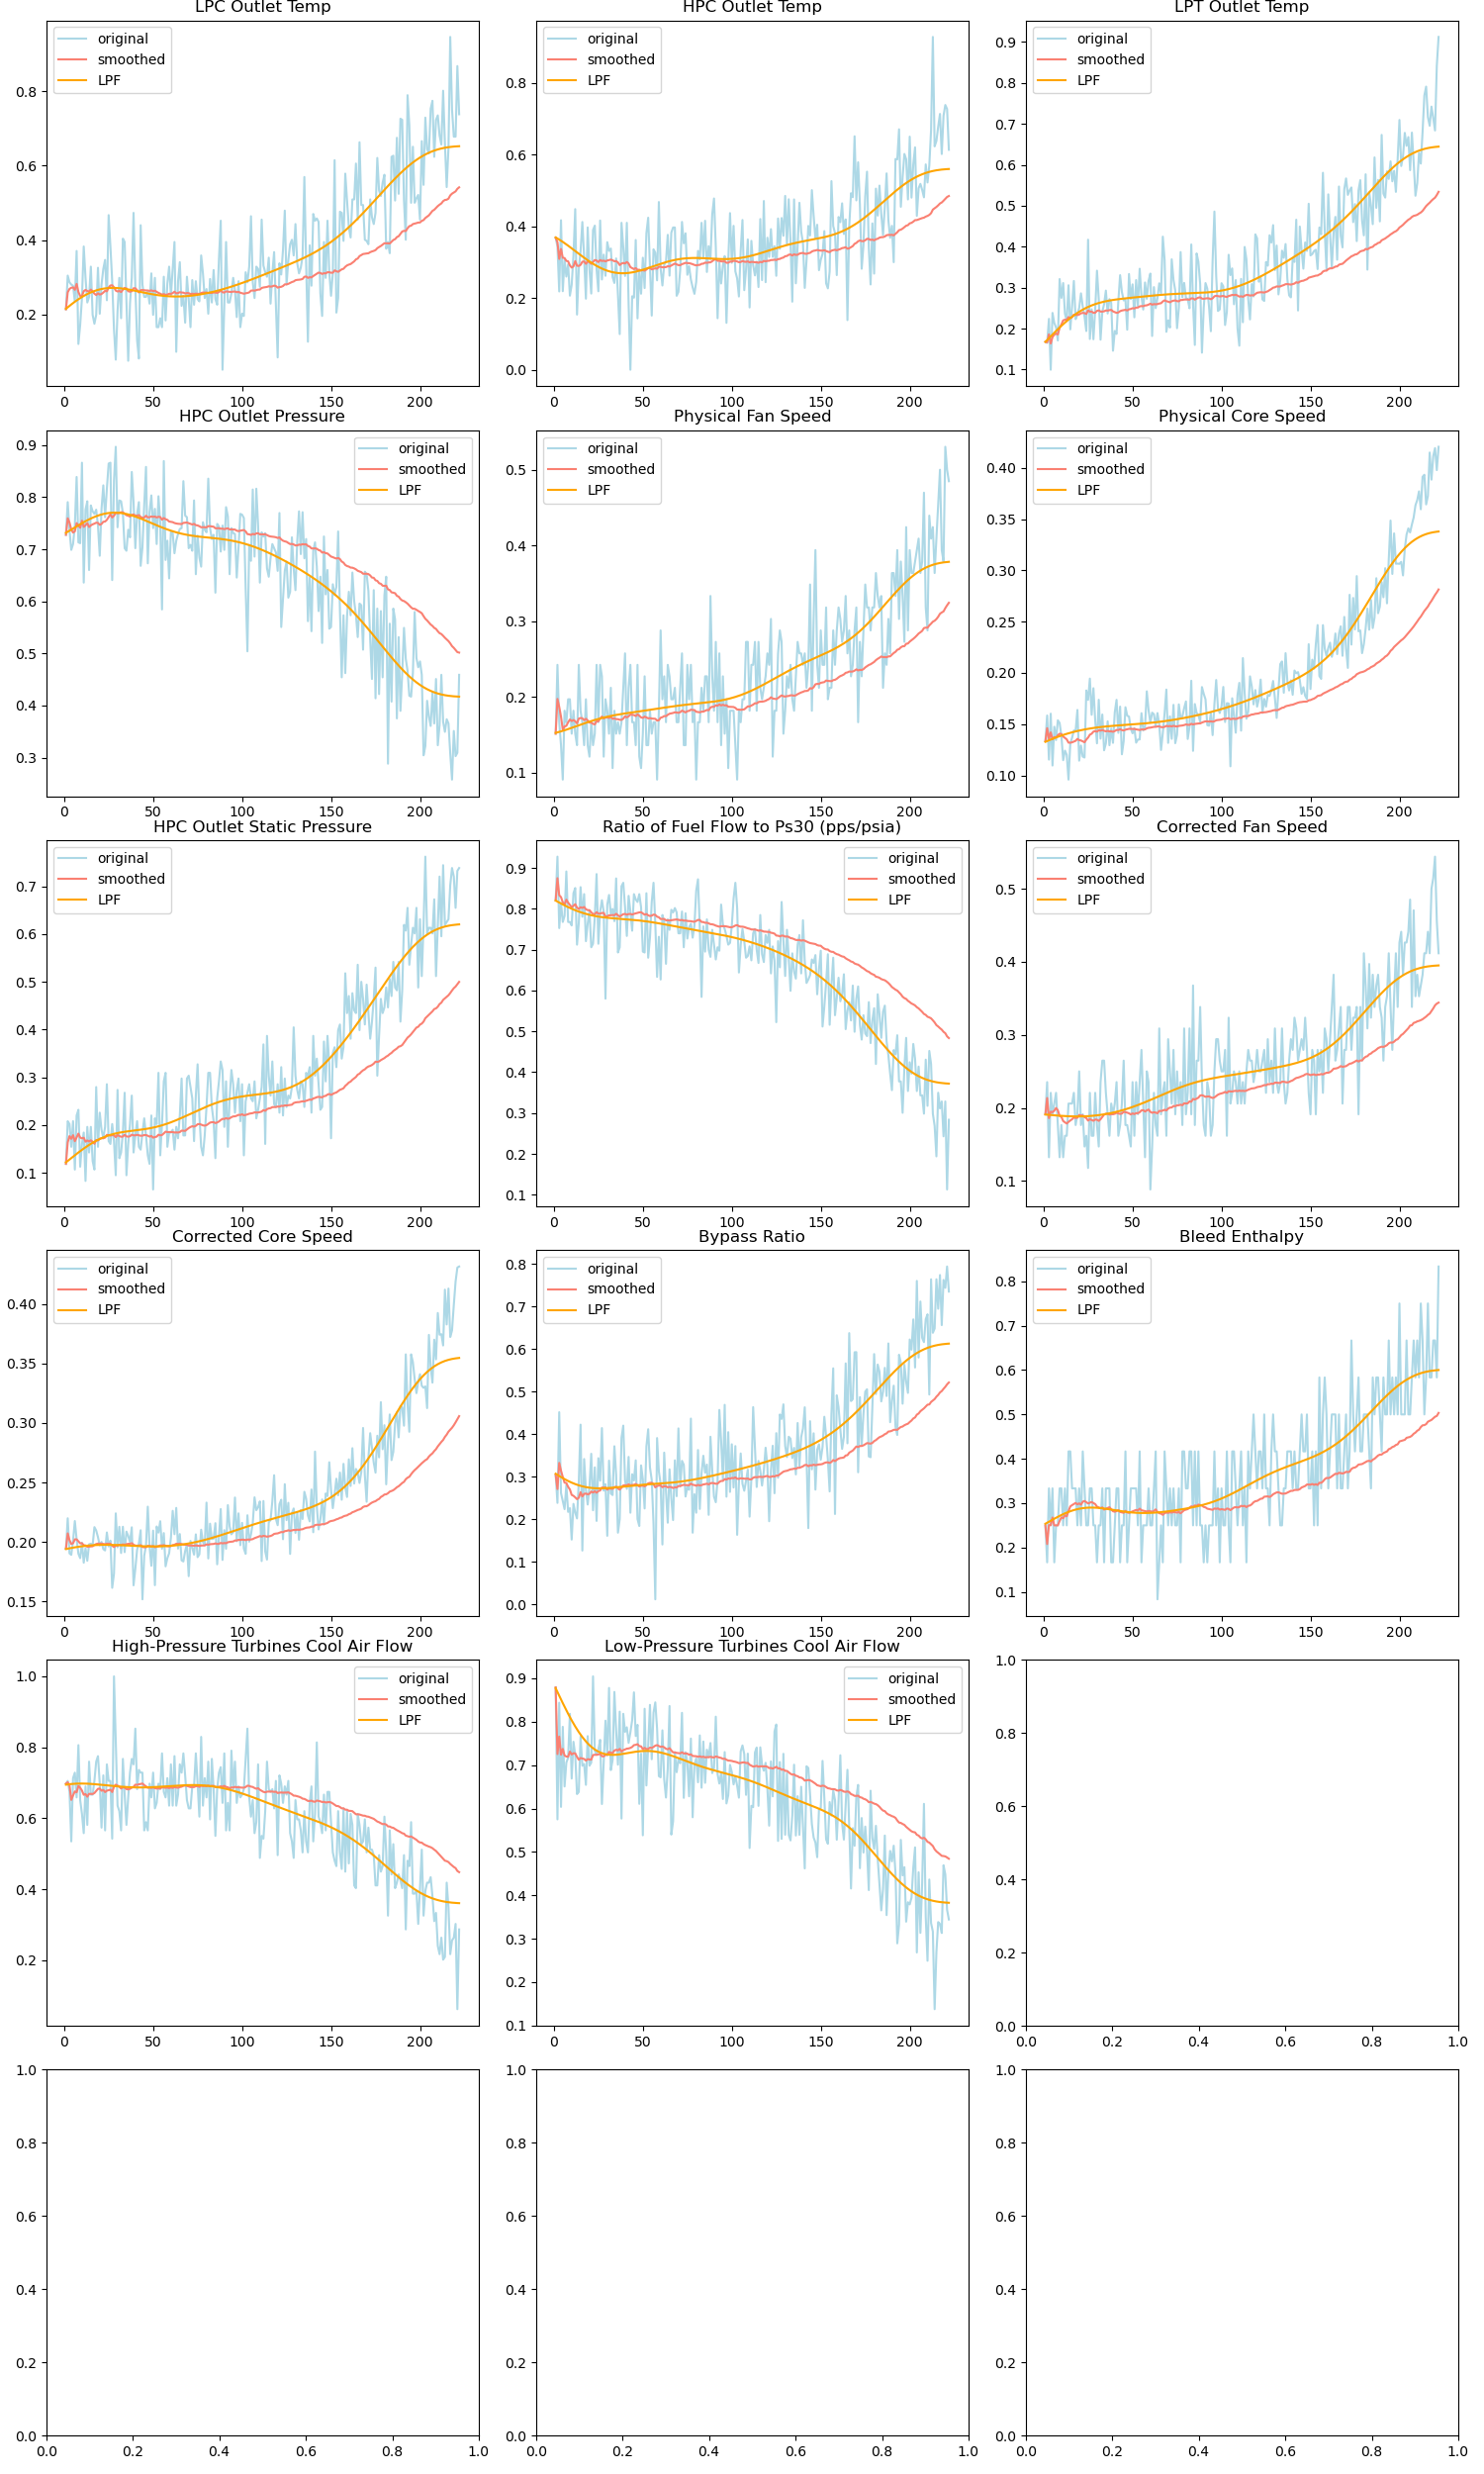 LPC Outlet Temp
original
smoothed
LPF
0.8
0.6
0.4
0.2
0 50 100 150 200
HPC Outlet Temp
original
smoothed
LPF
0.8
0.6
0.4
0.2
0.0
0 50 100 150 200
LPT Outlet Temp
original
smoothed
LPF
0.9
0.8
0.7
0.6
0.5
0.4
0.3
0.2
0.1
0 50 100 150 200
HPC Outlet Pressure
original
smoothed
LPF
0.9
0.8
0.7
0.6
0.5
0.4
0.3
0 50 100 150 200
Physical Fan Speed
original
smoothed
LPF
0.5
0.4
0.3
0.2
0.1
0 50 100 150 200
Physical Core Speed
original
smoothed
LPF
0.40
0.35
0.30
0.25
0.20
0.15
0.10
0 50 100 150 200
HPC Outlet Static Pressure
original
smoothed
LPF
0.7
0.6
0.5
0.4
0.3
0.2
0.1
0 50 100 150 200
Ratio of Fuel Flow to Ps30 (pps/psia)
original
smoothed
LPF
0.9
0.8
0.7
0.6
0.5
0.4
0.3
0.2
0.1
0 50 100 150 200
Corrected Fan Speed
original
smoothed
LPF
0.5
0.4
0.3
0.2
0.1
0 50 100 150 200
Corrected Core Speed
original
smoothed
LPF
0.40
0.35
0.30
0.25
0.20
0.15
0 50 100 150 200
Bypass Ratio
original
smoothed
LPF
0.8
0.7
0.6
0.5
0.4
0.3
0.2
0.1
0.0
0 50 100 150 200
Bleed Enthalpy
original
smoothed
LPF
0.8
0.7
0.6
0.5
0.4
0.3
0.2
0.1
0 50 100 150 200
High-Pressure Turbines Cool Air Flow
original
smoothed
LPF
1.0
0.8
0.6
0.4
0.2
0 50 100 150 200
Low-Pressure Turbines Cool Air Flow
original
smoothed
LPF
0.9
0.8
0.7
0.6
0.5
0.4
0.3
0.2
0.1
0 50 100 150 200
1.0
0.8
0.6
0.4
0.2
0.0
0.0 0.2 0.4 0.6 0.8 1.0
1.0
0.8
0.6
0.4
0.2
0.0
0.0 0.2 0.4 0.6 0.8 1.0
1.0
0.8
0.6
0.4
0.2
0.0
0.0 0.2 0.4 0.6 0.8 1.0
1.0
0.8
0.6
0.4
0.2
0.0
0.0 0.2 0.4 0.6 0.8 1.0